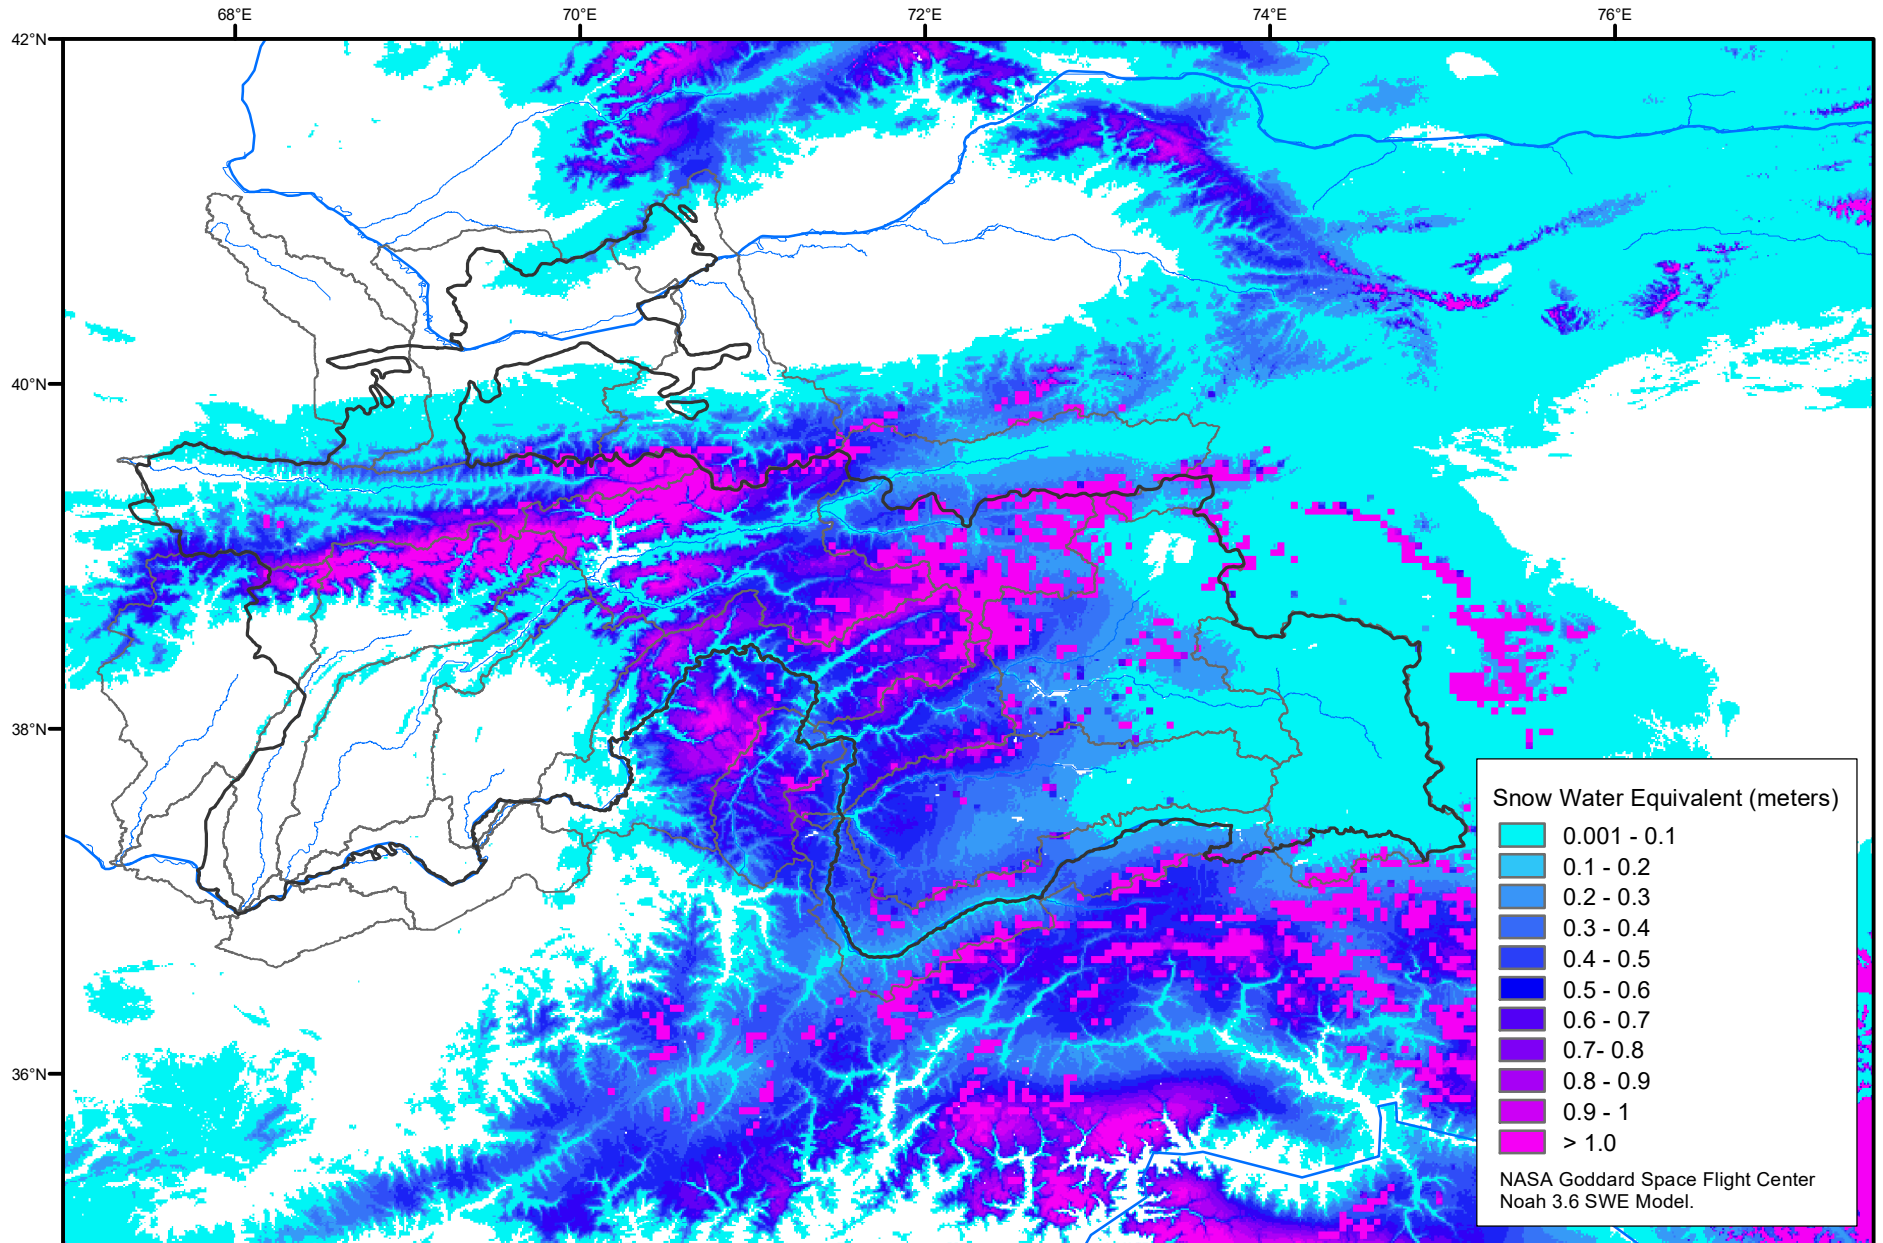 68°E 70°E 72°E 74°E 76°E
42°N
40°N
38°N
36°N
Snow Water Equivalent (meters)
0.001 - 0.1
0.1 - 0.2
0.2 - 0.3
0.3 - 0.4
0.4 - 0.5
0.5 - 0.6
0.6 - 0.7
0.7- 0.8
0.8 - 0.9
0.9 - 1
> 1.0
NASA Goddard Space Flight Center
Noah 3.6 SWE Model.